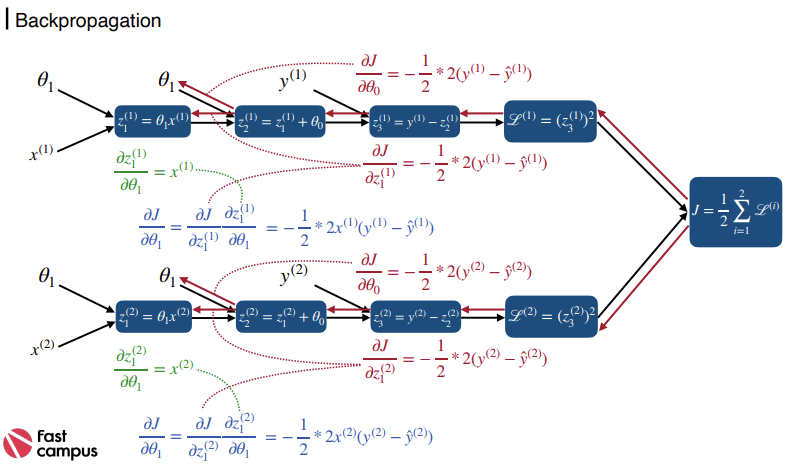 Backpropagation
∂J/∂θ₀ = − 1/2 * 2(y⁽¹⁾ − ŷ⁽¹⁾)
θ₁ θ₁ y⁽¹⁾
z₁⁽¹⁾ = θ₁x⁽¹⁾ z₂⁽¹⁾ = z₁⁽¹⁾ + θ₀ z₃⁽¹⁾ = y⁽¹⁾ − z₂⁽¹⁾ ℒ⁽¹⁾ = (z₃⁽¹⁾)²
x⁽¹⁾
∂z₁⁽¹⁾/∂θ₁ = x⁽¹⁾ ∂J/∂z₁⁽¹⁾ = − 1/2 * 2(y⁽¹⁾ − ŷ⁽¹⁾)
J = 1/2 ∑_{i=1}^{2} ℒ⁽ⁱ⁾
∂J/∂θ₁ = ∂J/∂z₁⁽¹⁾ ∂z₁⁽¹⁾/∂θ₁ = − 1/2 * 2x⁽¹⁾(y⁽¹⁾ − ŷ⁽¹⁾)
∂J/∂θ₀ = − 1/2 * 2(y⁽²⁾ − ŷ⁽²⁾)
θ₁ θ₁ y⁽²⁾
z₁⁽²⁾ = θ₁x⁽²⁾ z₂⁽²⁾ = z₁⁽²⁾ + θ₀ z₃⁽²⁾ = y⁽²⁾ − z₂⁽²⁾ ℒ⁽²⁾ = (z₃⁽²⁾)²
x⁽²⁾
∂z₁⁽²⁾/∂θ₁ = x⁽²⁾ ∂J/∂z₁⁽²⁾ = − 1/2 * 2(y⁽²⁾ − ŷ⁽²⁾)
∂J/∂θ₁ = ∂J/∂z₁⁽²⁾ ∂z₁⁽²⁾/∂θ₁ = − 1/2 * 2x⁽²⁾(y⁽²⁾ − ŷ⁽²⁾)
Fast
campus